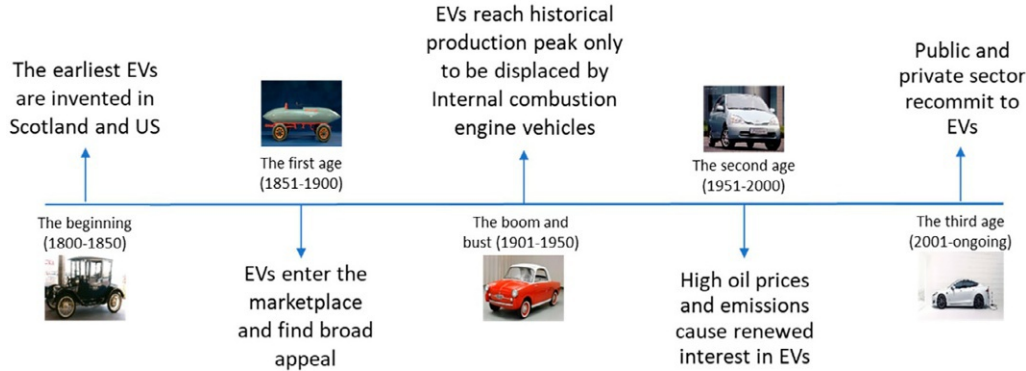 The earliest EVs
are invented in
Scotland and US
The beginning
(1800-1850)
The first age
(1851-1900)
EVs enter the
marketplace
and find broad
appeal
EVs reach historical
production peak only
to be displaced by
Internal combustion
engine vehicles
The boom and
bust (1901-1950)
The second age
(1951-2000)
High oil prices
and emissions
cause renewed
interest in EVs
Public and
private sector
recommit to
EVs
The third age
(2001-ongoing)